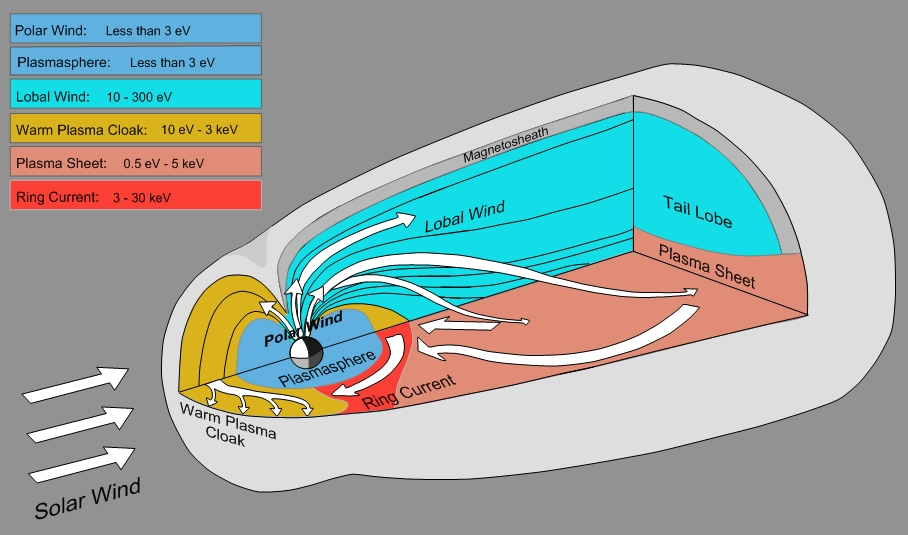 Polar Wind: Less than 3 eV
Plasmasphere: Less than 3 eV
Lobal Wind: 10 - 300 eV
Warm Plasma Cloak: 10 eV - 3 keV
Plasma Sheet: 0.5 eV - 5 keV
Ring Current: 3 - 30 keV
Magnetosheath
Lobal Wind
Tail Lobe
Plasma Sheet
Polar Wind
Plasmasphere
Ring Current
Warm Plasma
Cloak
Solar Wind